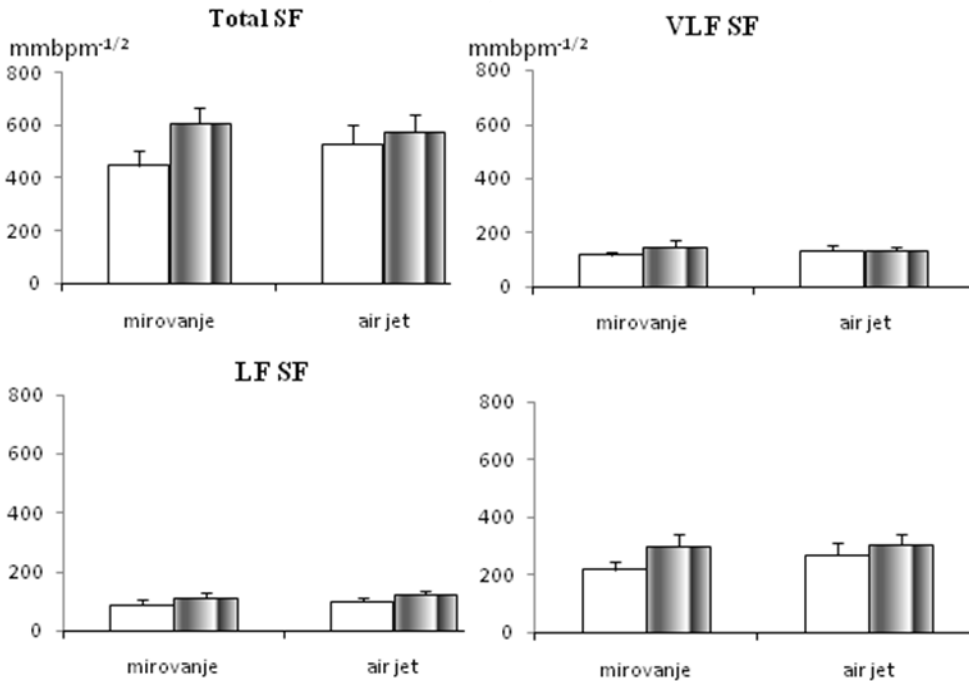 Total SF
mmbpm-1/2
800
600
400
200
0
mirovanje
air jet
VLF SF
mmbpm-1/2
800
600
400
200
0
mirovanje
air jet
LF SF
800
600
400
200
0
mirovanje
air jet
800
600
400
200
0
mirovanje
air jet